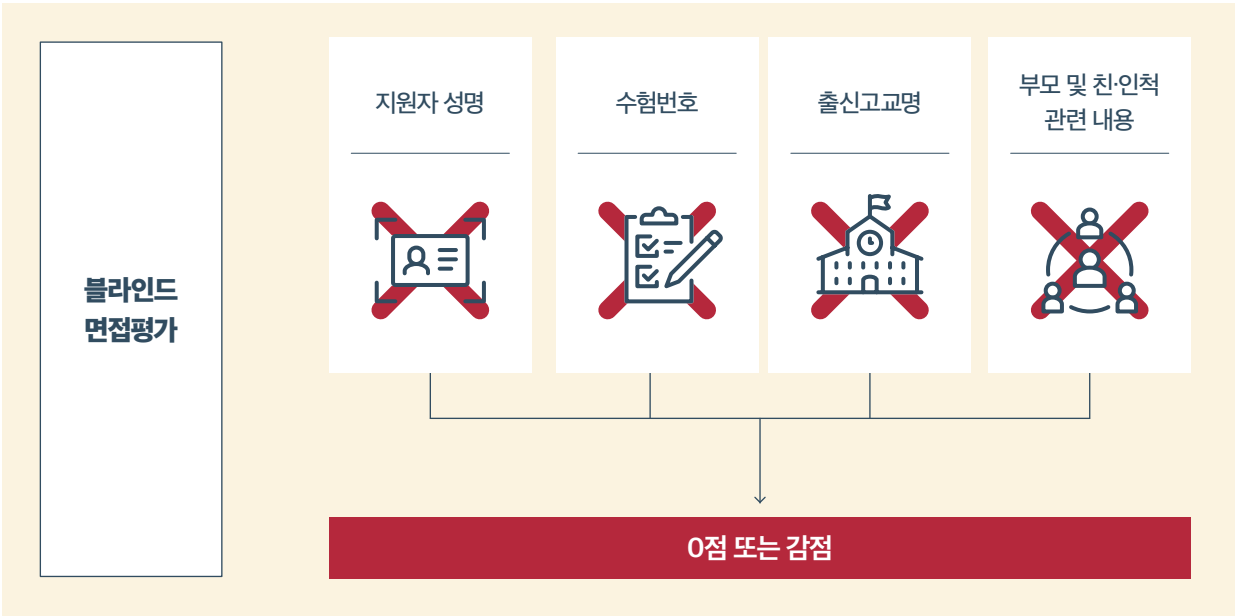 블라인드
면접평가
지원자 성명
수험번호
출신고교명
부모 및 친·인척
관련 내용
0점 또는 감점